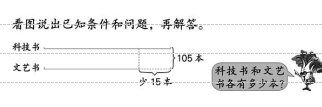 看图说出已知条件和问题，再解答。
科技书
105本
文艺书
少15本
科技书和文艺
书各有多少本？